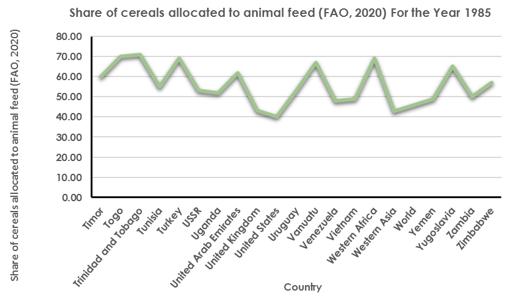 Share of cereals allocated to animal feed (FAO, 2020) For the Year 1985
Share of cereals allocated to animal feed (FAO, 2020)
80.00
70.00
60.00
50.00
40.00
30.00
20.00
10.00
0.00
Timor
Togo
Trinidad and Tobago
Tunisia
Turkey
USSR
Uganda
United Arab Emirates
United Kingdom
United States
Uruguay
Vanuatu
Venezuela
Vietnam
Western Africa
Western Asia
World
Yemen
Yugoslavia
Zambia
Zimbabwe
Country